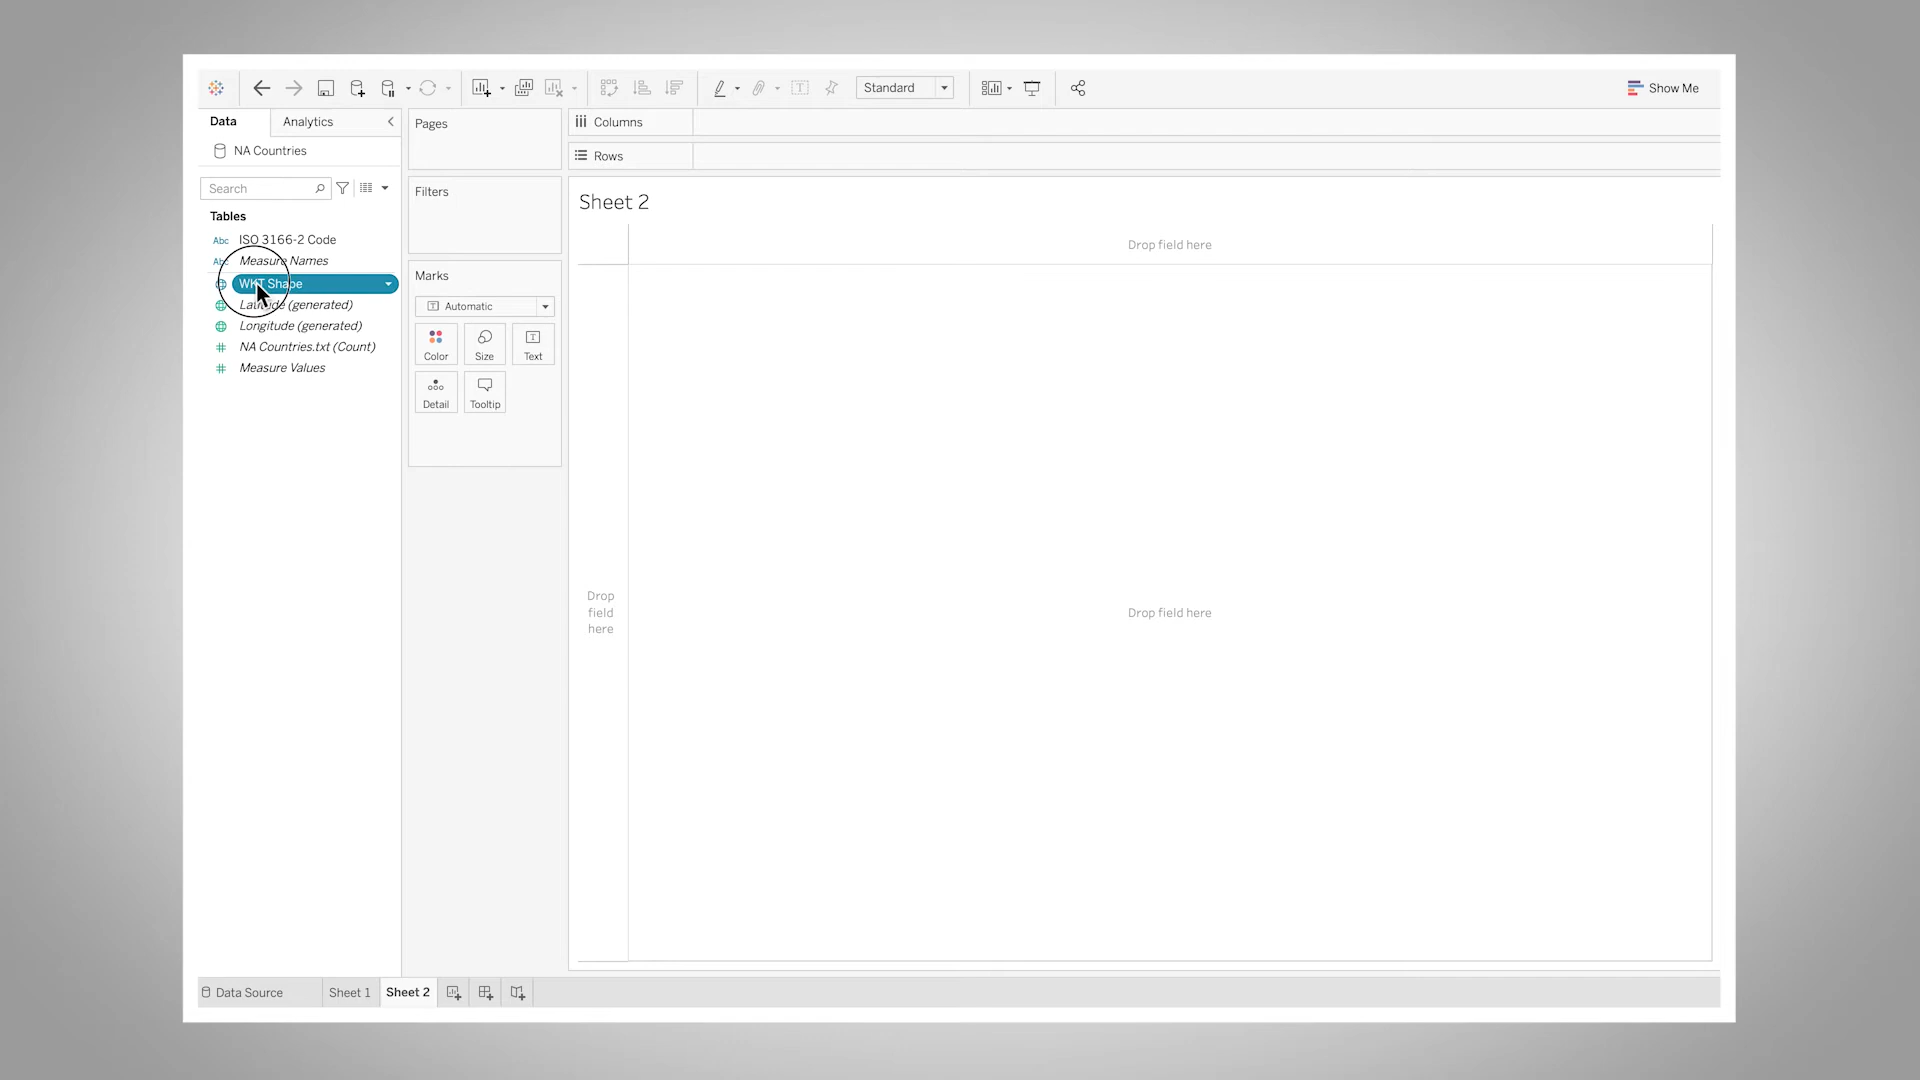 Standard
Show Me
Data
Analytics
Pages
Columns
NA Countries
Rows
Search
Filters
Sheet 2
Tables
Abc
ISO 3166-2 Code
Abc
Measure Names
WKT Shape
Latitude (generated)
Longitude (generated)
NA Countries.txt (Count)
Measure Values
Marks
Automatic
Color
Size
Text
Detail
Tooltip
Drop field here
Drop
field
here
Drop field here
Data Source
Sheet 1
Sheet 2